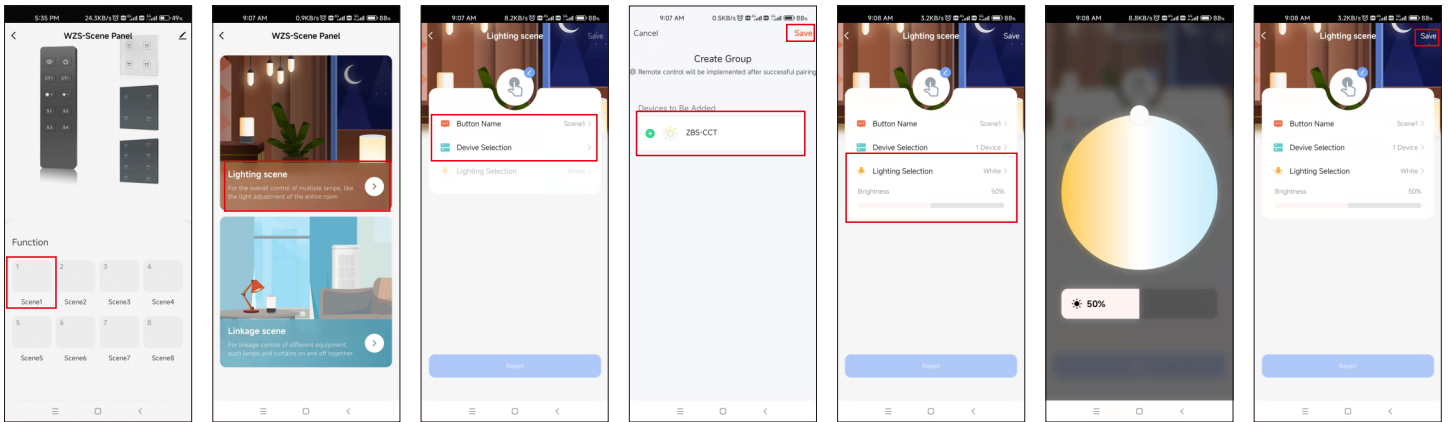 5:35 PM
24.3KB/s
49%
WZS-Scene Panel
CT+ CT-
S1 S2
S3 S4
Function
1 2 3 4
Scene1 Scene2 Scene3 Scene4
5 6 7 8
Scene5 Scene6 Scene7 Scene8
9:07 AM
0.9KB/s
88%
WZS-Scene Panel
Lighting scene
For the overall control of multiple lamps, like
the light adjustment of the entire room
Linkage scene
For linkage control of different equipment,
such lamps and curtains on and off together
9:07 AM
8.2KB/s
88%
Lighting scene
Save
Button Name
Scene1
Devive Selection
Lighting Selection
White
Reset
9:07 AM
0.5KB/s
88%
Cancel
Save
Create Group
Remote control will be implemented after successful pairing
Devices to Be Added
ZBS-CCT
9:08 AM
3.2KB/s
88%
Lighting scene
Save
Button Name
Scene1
Devive Selection
1 Device
Lighting Selection
White
Brightness
50%
Reset
9:08 AM
8.8KB/s
88%
50%
9:08 AM
3.2KB/s
88%
Lighting scene
Save
Button Name
Scene1
Devive Selection
1 Device
Lighting Selection
White
Brightness
50%
Reset